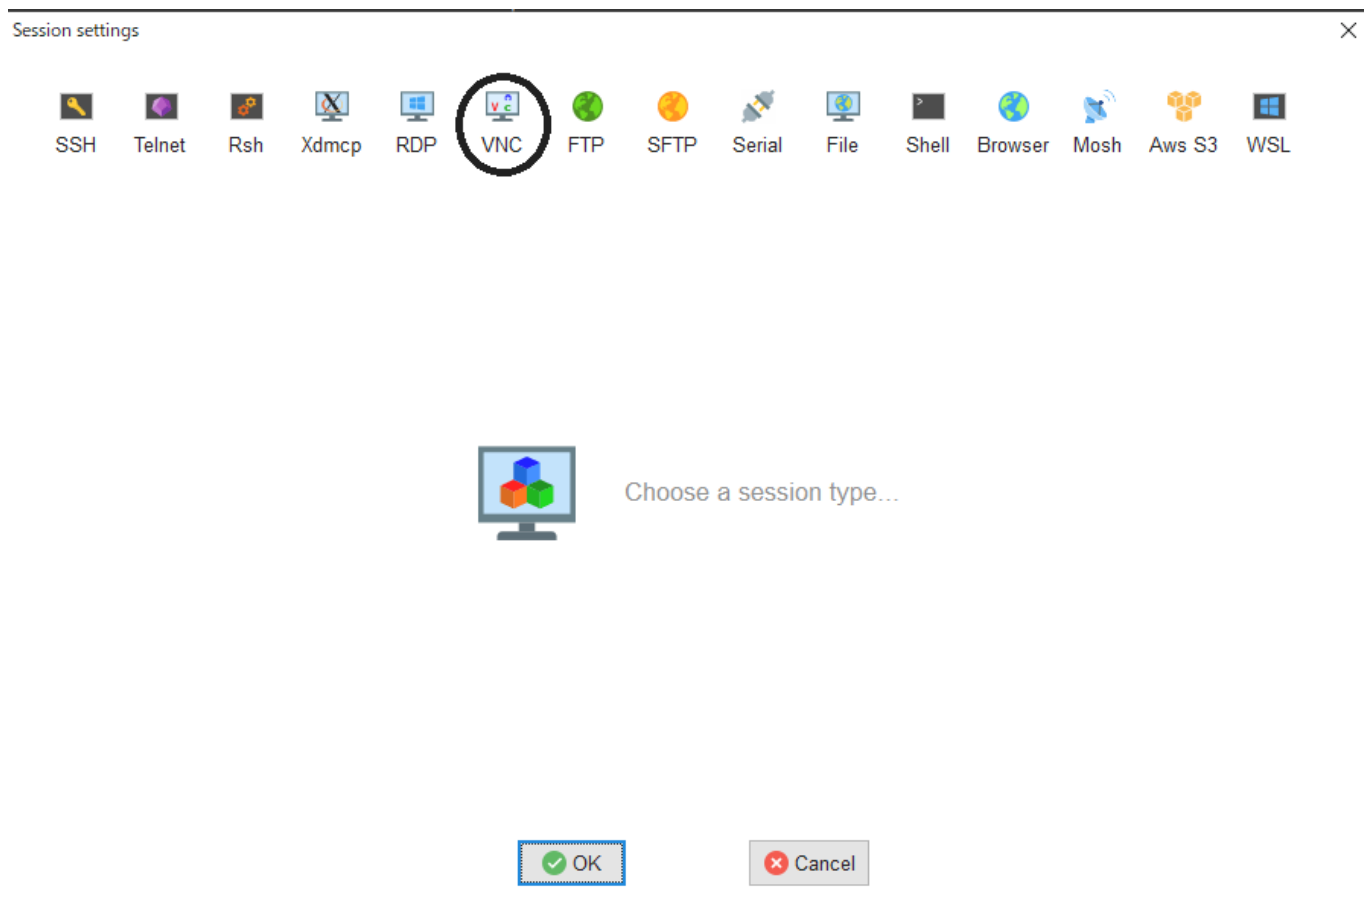 Session settings
SSH Telnet Rsh Xdmcp RDP VNC FTP SFTP Serial File Shell Browser Mosh Aws S3 WSL
Choose a session type...
OK Cancel